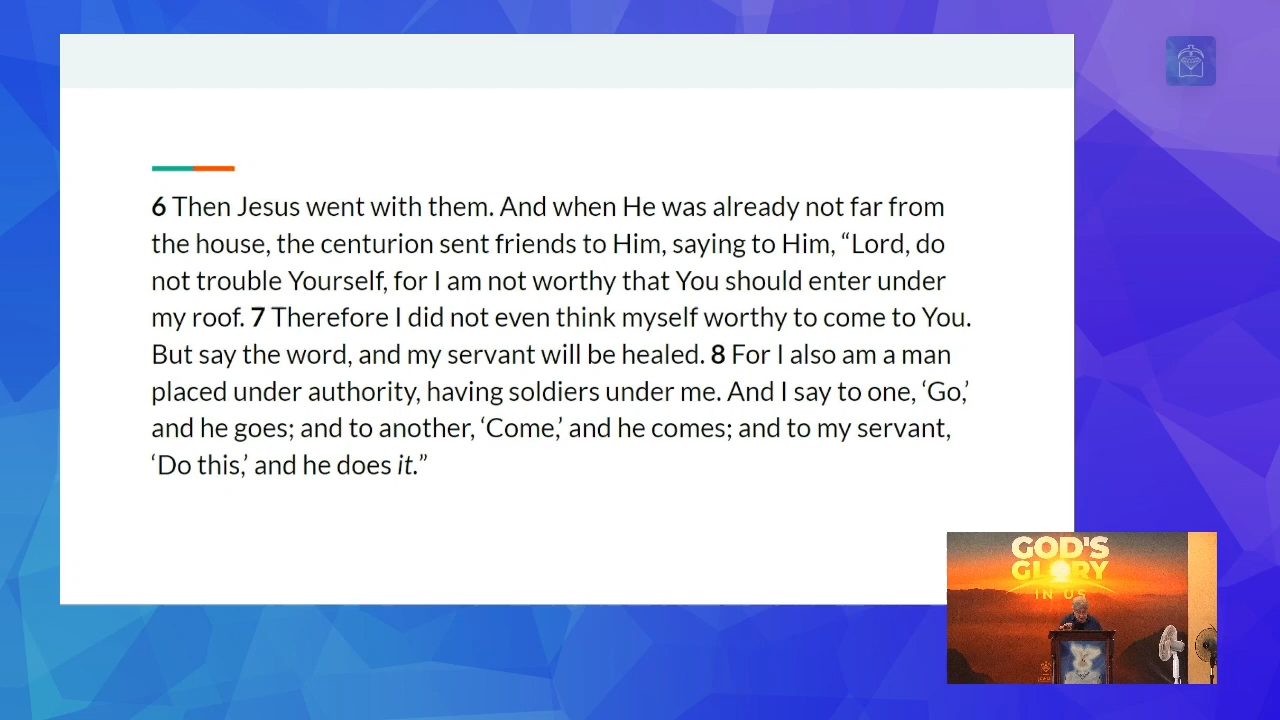 6 Then Jesus went with them. And when He was already not far from
the house, the centurion sent friends to Him, saying to Him, “Lord, do
not trouble Yourself, for I am not worthy that You should enter under
my roof. 7 Therefore I did not even think myself worthy to come to You.
But say the word, and my servant will be healed. 8 For I also am a man
placed under authority, having soldiers under me. And I say to one, ‘Go,’
and he goes; and to another, ‘Come,’ and he comes; and to my servant,
‘Do this,’ and he does it.”
GOD'S
GLORY
IN US